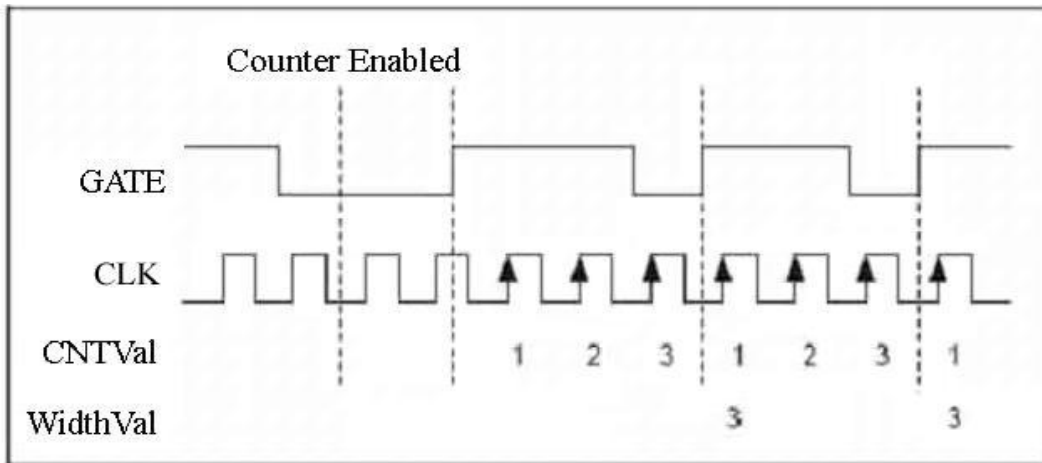 Counter Enabled
GATE
CLK
CNTVal 1 2 3 1 2 3 1
WidthVal 3 3